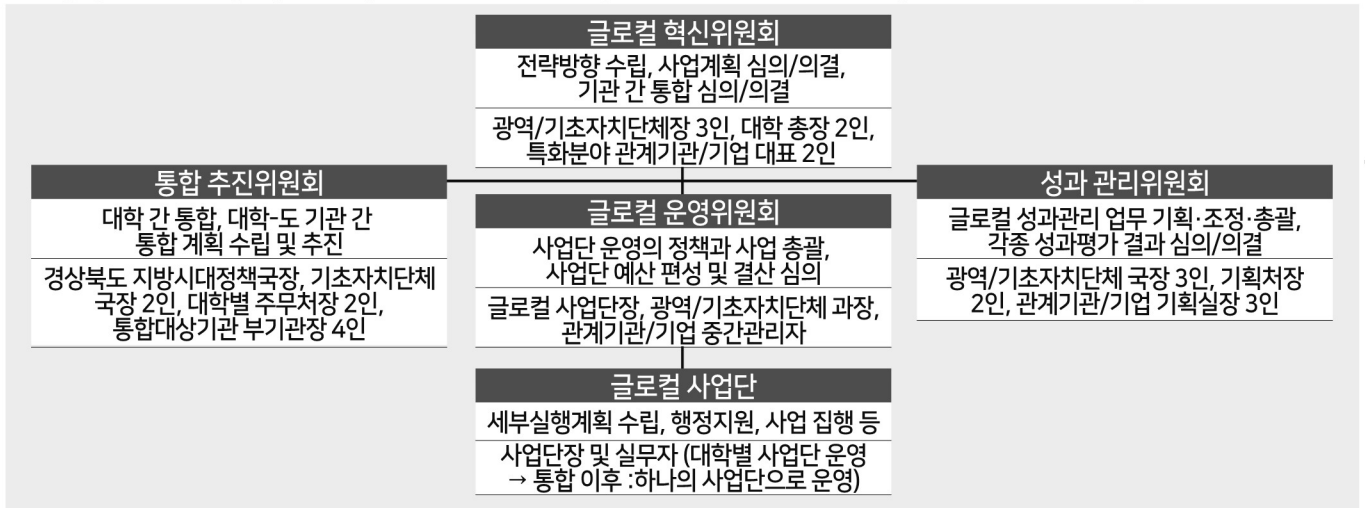 글로컬 혁신위원회
전략방향 수립, 사업계획 심의/의결,
기관 간 통합 심의/의결
광역/기초자치단체장 3인, 대학 총장 2인,
특화분야 관계기관/기업 대표 2인
통합 추진위원회
대학 간 통합, 대학-도 기관 간
통합 계획 수립 및 추진
경상북도 지방시대정책국장, 기초자치단체
국장 2인, 대학별 주무처장 2인,
통합대상기관 부기관장 4인
글로컬 운영위원회
사업단 운영의 정책과 사업 총괄,
사업단 예산 편성 및 결산 심의
글로컬 사업단장, 광역/기초자치단체 과장,
관계기관/기업 중간관리자
성과 관리위원회
글로컬 성과관리 업무 기획·조정·총괄,
각종 성과평가 결과 심의/의결
광역/기초자치단체 국장 3인, 기획처장
2인, 관계기관/기업 기획실장 3인
글로컬 사업단
세부실행계획 수립, 행정지원, 사업 집행 등
사업단장 및 실무자 (대학별 사업단 운영
→ 통합 이후 :하나의 사업단으로 운영)